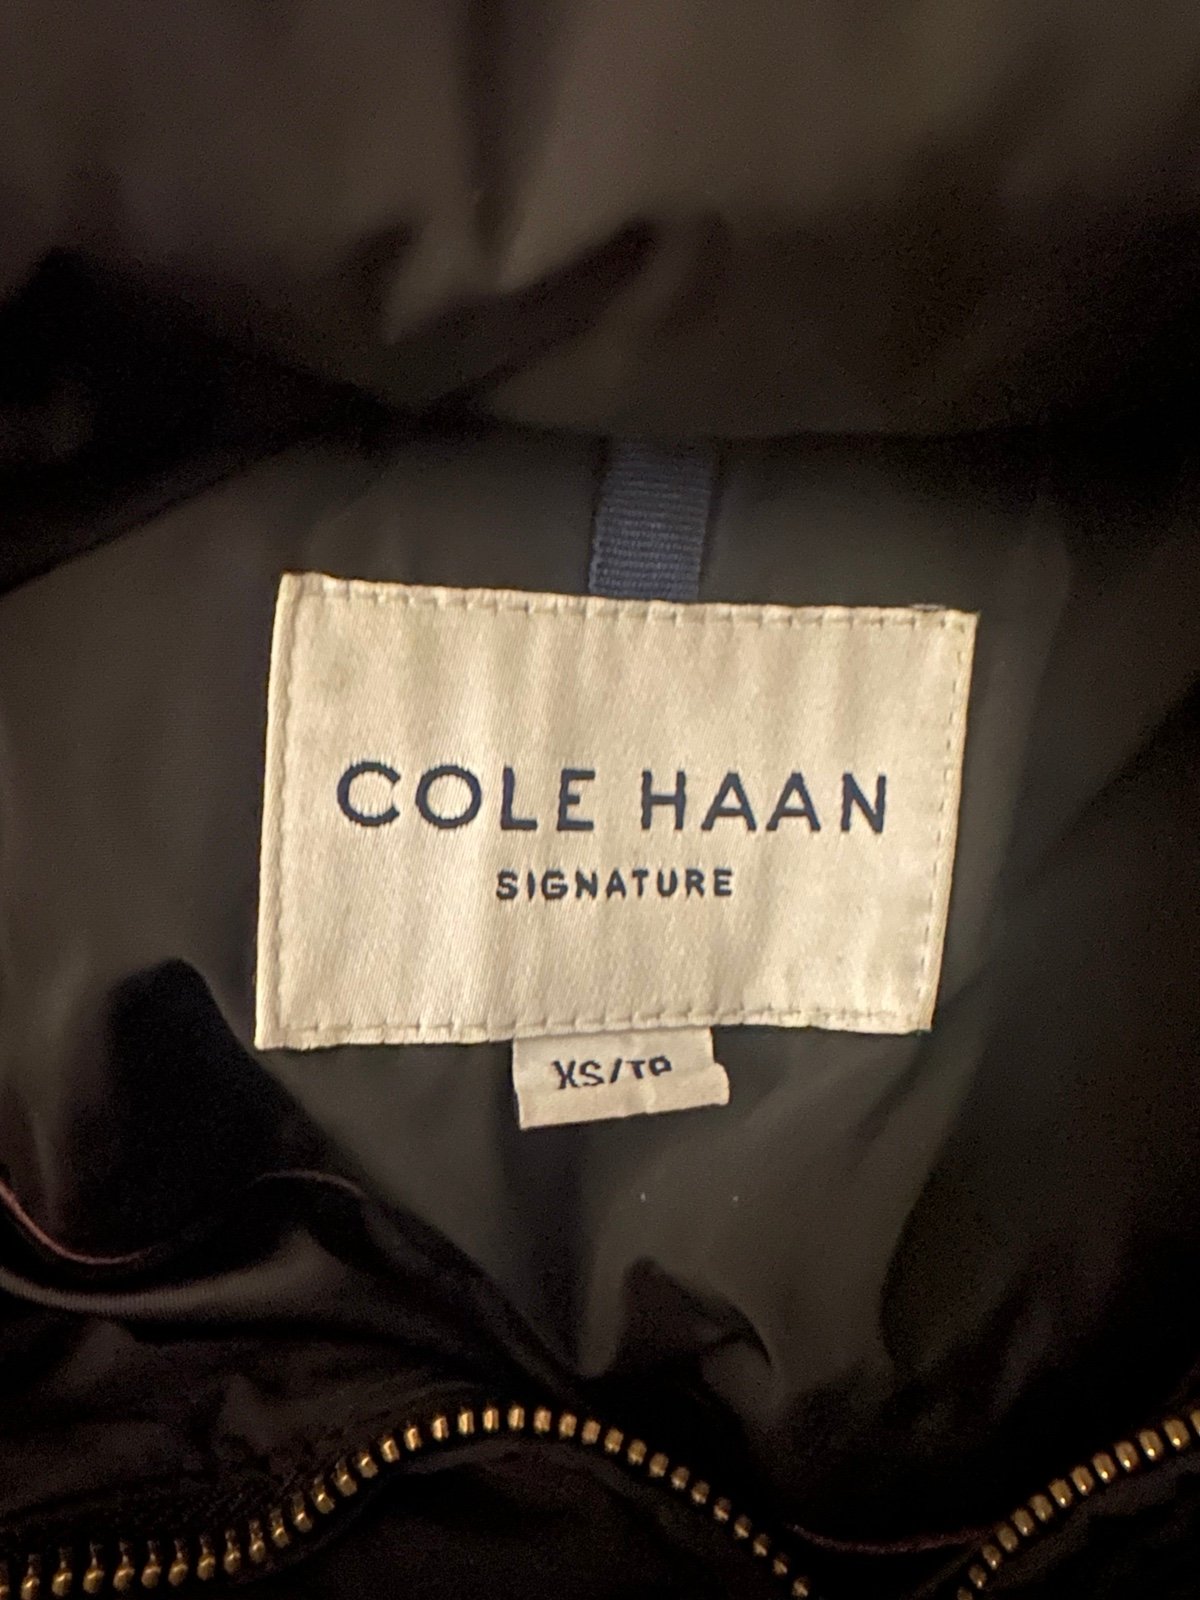 COLE HAAN
SIGNATURE
XS/TP